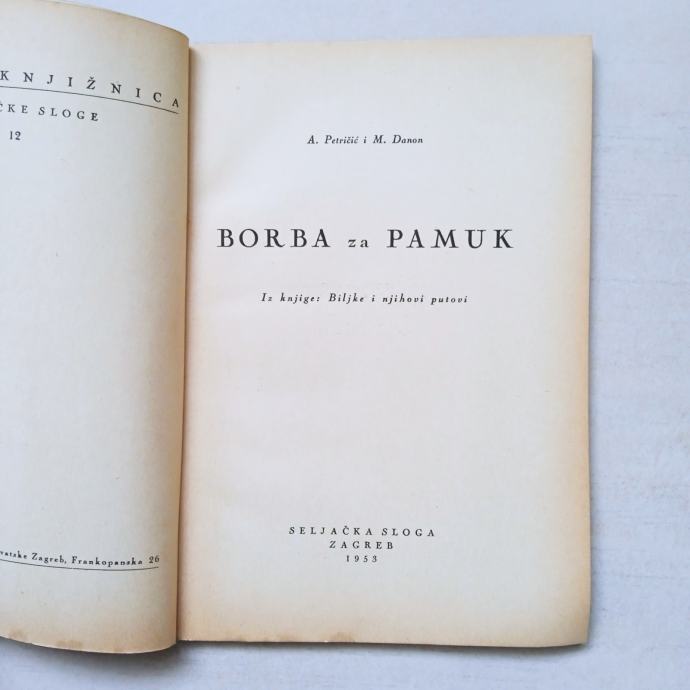 KNJIŽNICA
ČKE SLOGE
12
vatske Zagreb, Frankopanska 26
A. Petričić i M. Danon
BORBA za PAMUK
Iz knjige: Biljke i njihovi putovi
SELJAČKA SLOGA
ZAGREB
1953